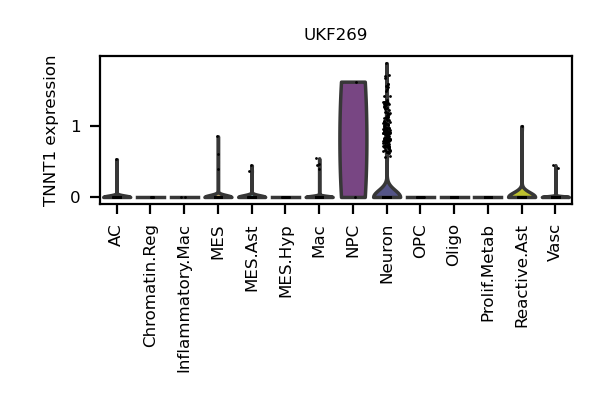 UKF269
TNNT1 expression
1
0
AC
Chromatin.Reg
Inflammatory.Mac
MES
MES.Ast
MES.Hyp
Mac
NPC
Neuron
OPC
Oligo
Prolif.Metab
Reactive.Ast
Vasc